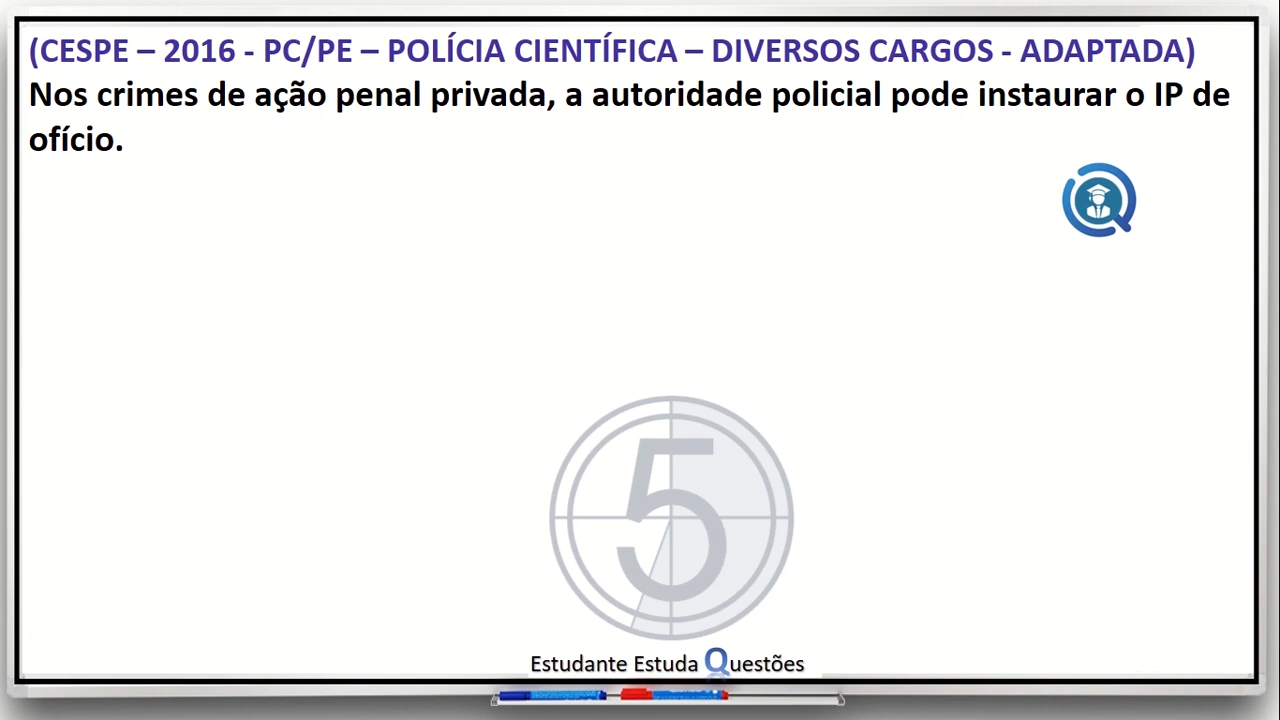 (CESPE – 2016 - PC/PE – POLÍCIA CIENTÍFICA – DIVERSOS CARGOS - ADAPTADA)
Nos crimes de ação penal privada, a autoridade policial pode instaurar o IP de
ofício.
5
Estudante Estuda Questões